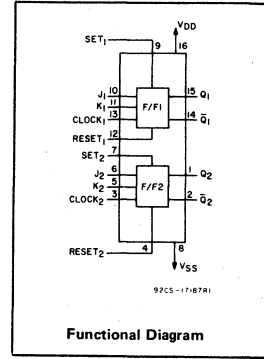 VDD
SET1
9
16
J1 10
15 Q1
K1 11
F/F1
CLOCK1 13
14 Q̅1
RESET1 12
SET2 7
J2 6
1 Q2
K2 5
F/F2
CLOCK2 3
2 Q̅2
RESET2
4
8
VSS
92CS-17187R1
Functional Diagram